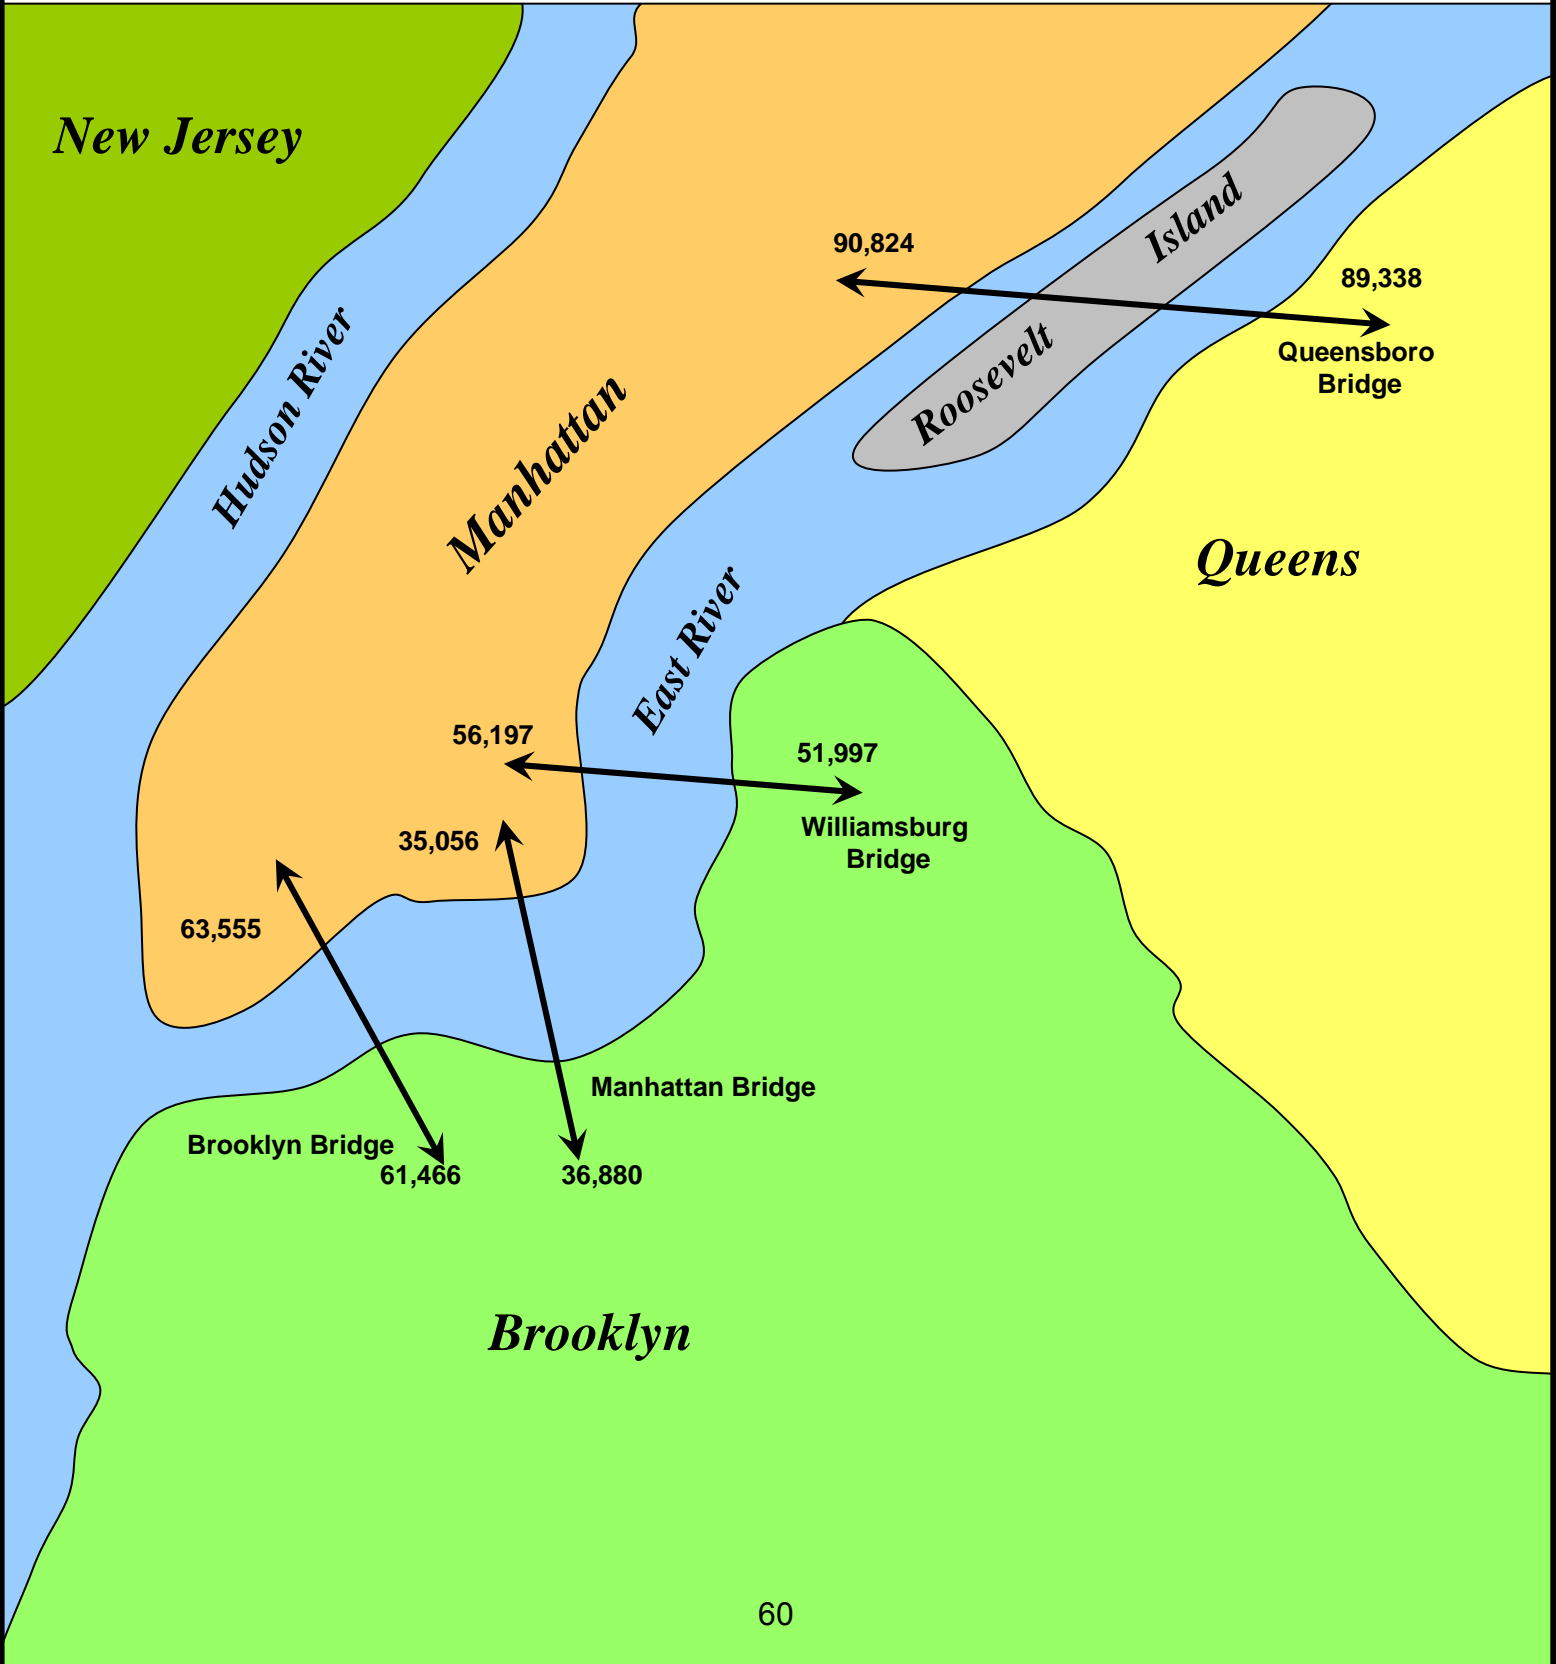 New Jersey
90,824
Island
89,338
Queensboro
Bridge
Hudson River
Roosevelt
Manhattan
Queens
East River
56,197
51,997
Williamsburg
Bridge
35,056
63,555
Manhattan Bridge
Brooklyn Bridge
61,466
36,880
Brooklyn
60